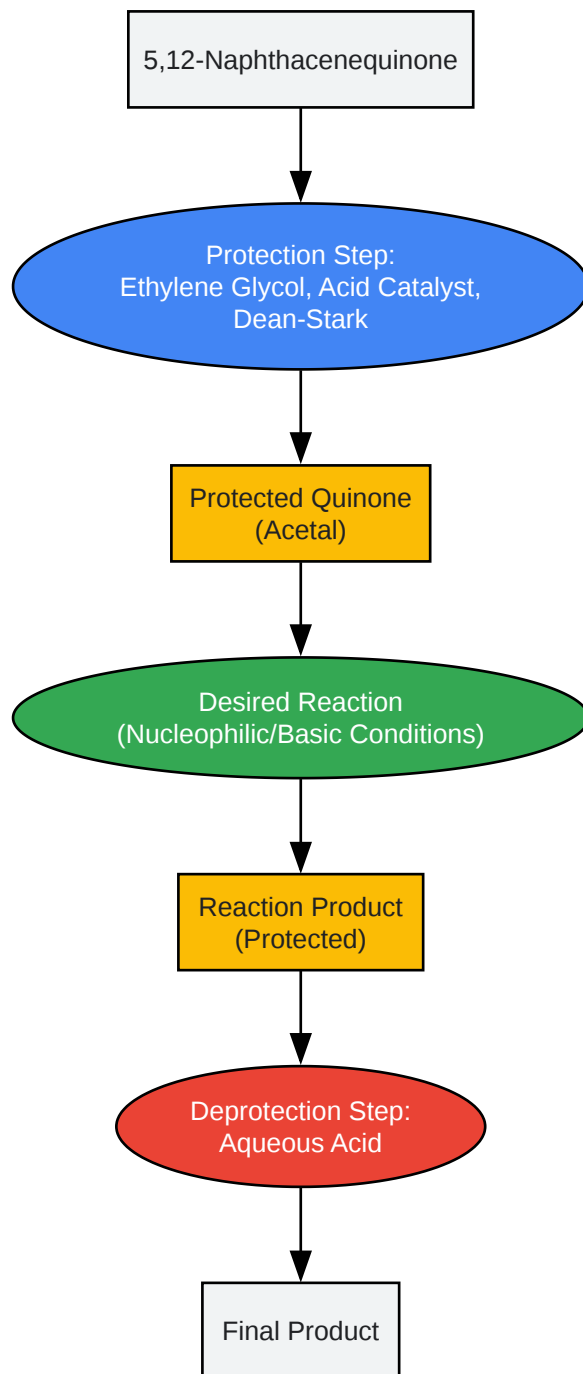 5,12-Naphthacenequinone
Protection Step:
Ethylene Glycol, Acid Catalyst,
Dean-Stark
Protected Quinone
(Acetal)
Desired Reaction
(Nucleophilic/Basic Conditions)
Reaction Product
(Protected)
Deprotection Step:
Aqueous Acid
Final Product